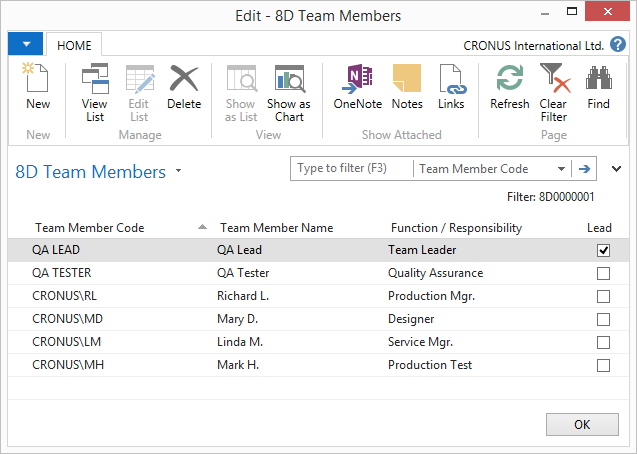 Edit - 8D Team Members
HOME
CRONUS International Ltd.
New
View List
Edit List
Delete
Show as List
Show as Chart
OneNote
Notes
Links
Refresh
Clear Filter
Find
New
Manage
View
Show Attached
Page
8D Team Members
Type to filter (F3)
Team Member Code
Filter: 8D0000001
Team Member Code Team Member Name Function / Responsibility Lead
QA LEAD QA Lead Team Leader
QA TESTER QA Tester Quality Assurance
CRONUS\RL Richard L. Production Mgr.
CRONUS\MD Mary D. Designer
CRONUS\LM Linda M. Service Mgr.
CRONUS\MH Mark H. Production Test
OK